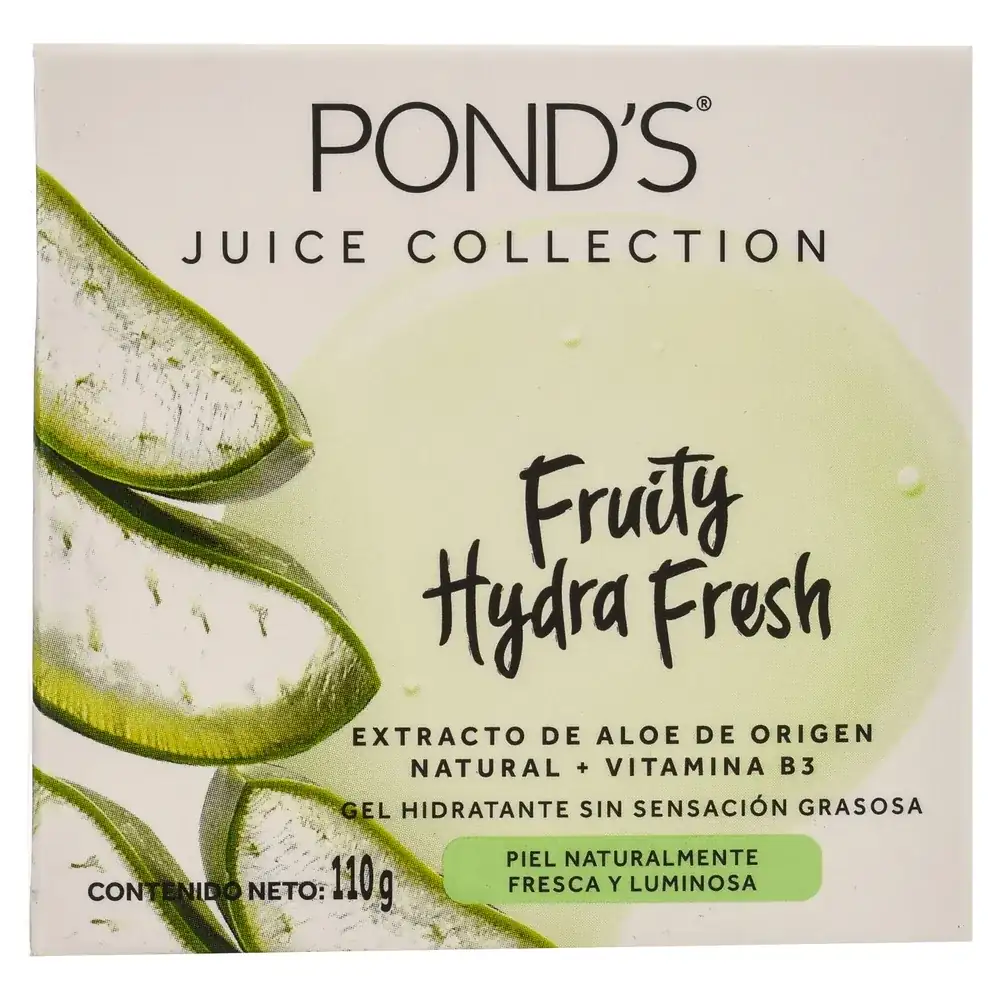 POND'S®
JUICE COLLECTION
Fruity
Hydra Fresh
EXTRACTO DE ALOE DE ORIGEN
NATURAL + VITAMINA B3
GEL HIDRATANTE SIN SENSACIÓN GRASOSA
PIEL NATURALMENTE
FRESCA Y LUMINOSA
CONTENIDO NETO: 110 g